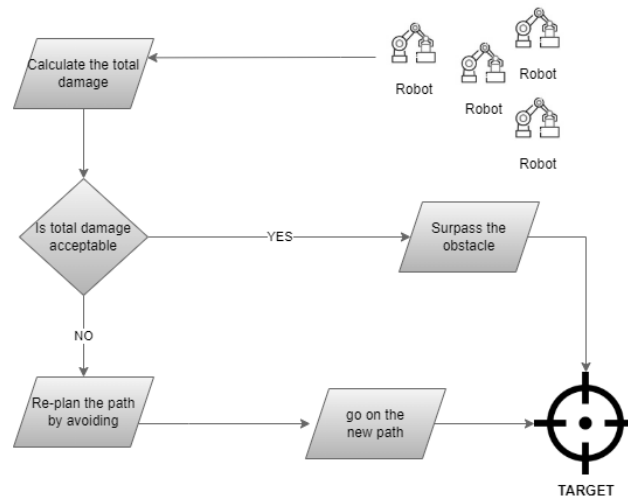 Calculate the total
damage
Robot
Robot
Robot
Robot
Is total damage
acceptable
YES
Surpass the
obstacle
NO
Re-plan the path
by avoiding
go on the
new path
TARGET